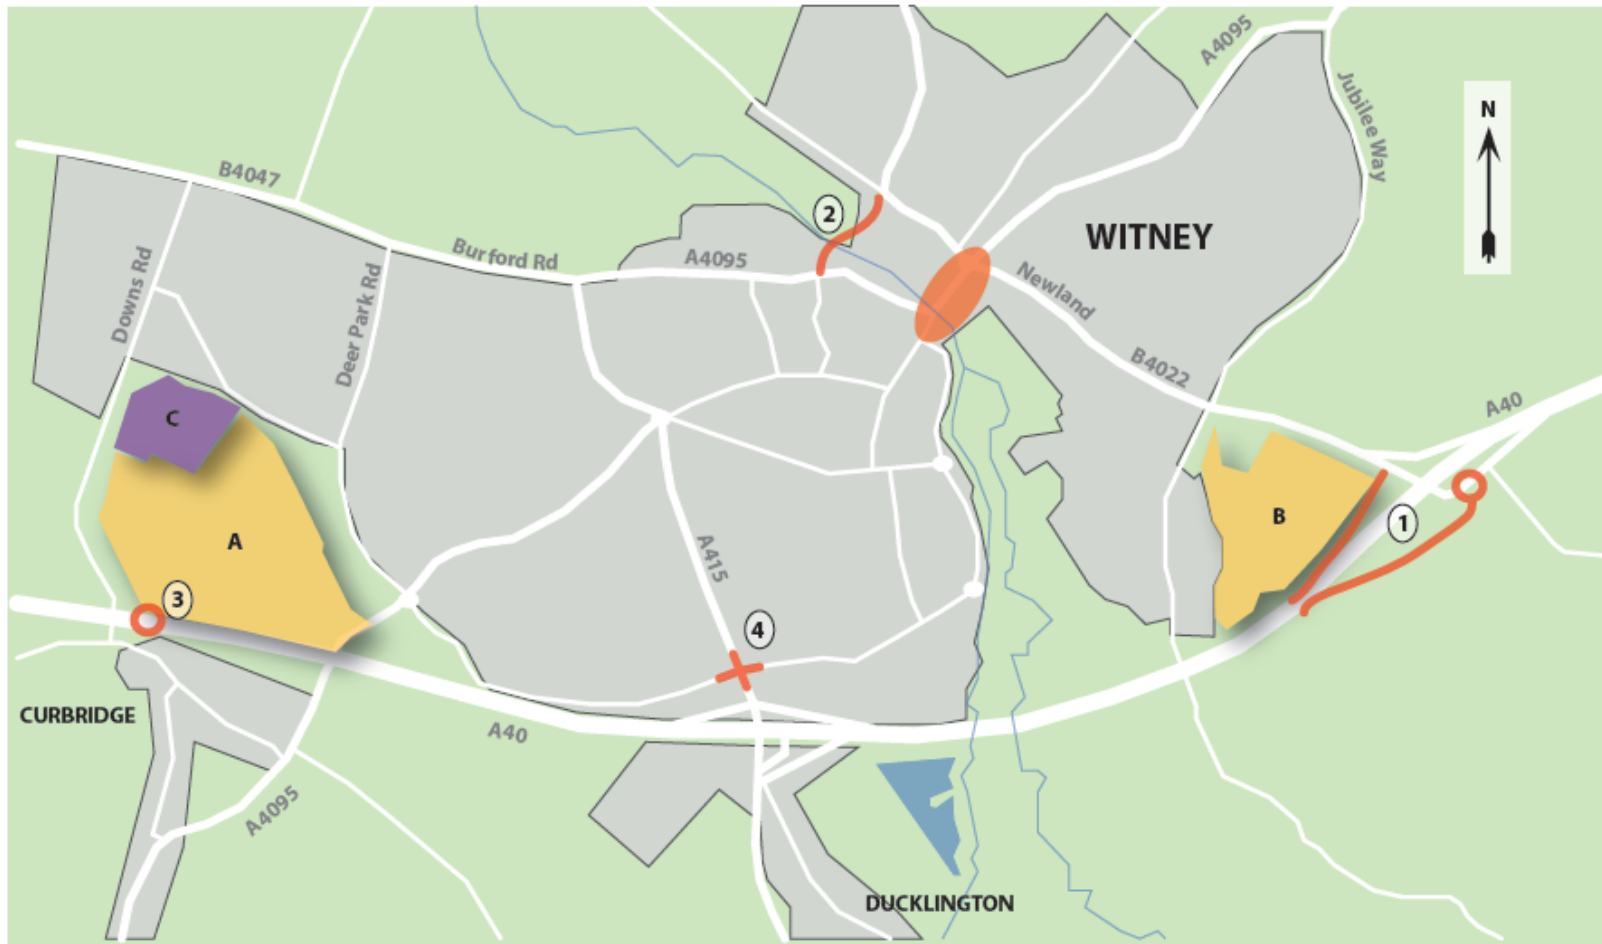 A4095
Jubilee Way
N
B4047
2
WITNEY
Burford Rd
A4095
Newland
Downs Rd
Deer Park Rd
B4022
A40
C
B
1
A
A415
3
4
CURBRIDGE
A40
A4095
DUCKLINGTON